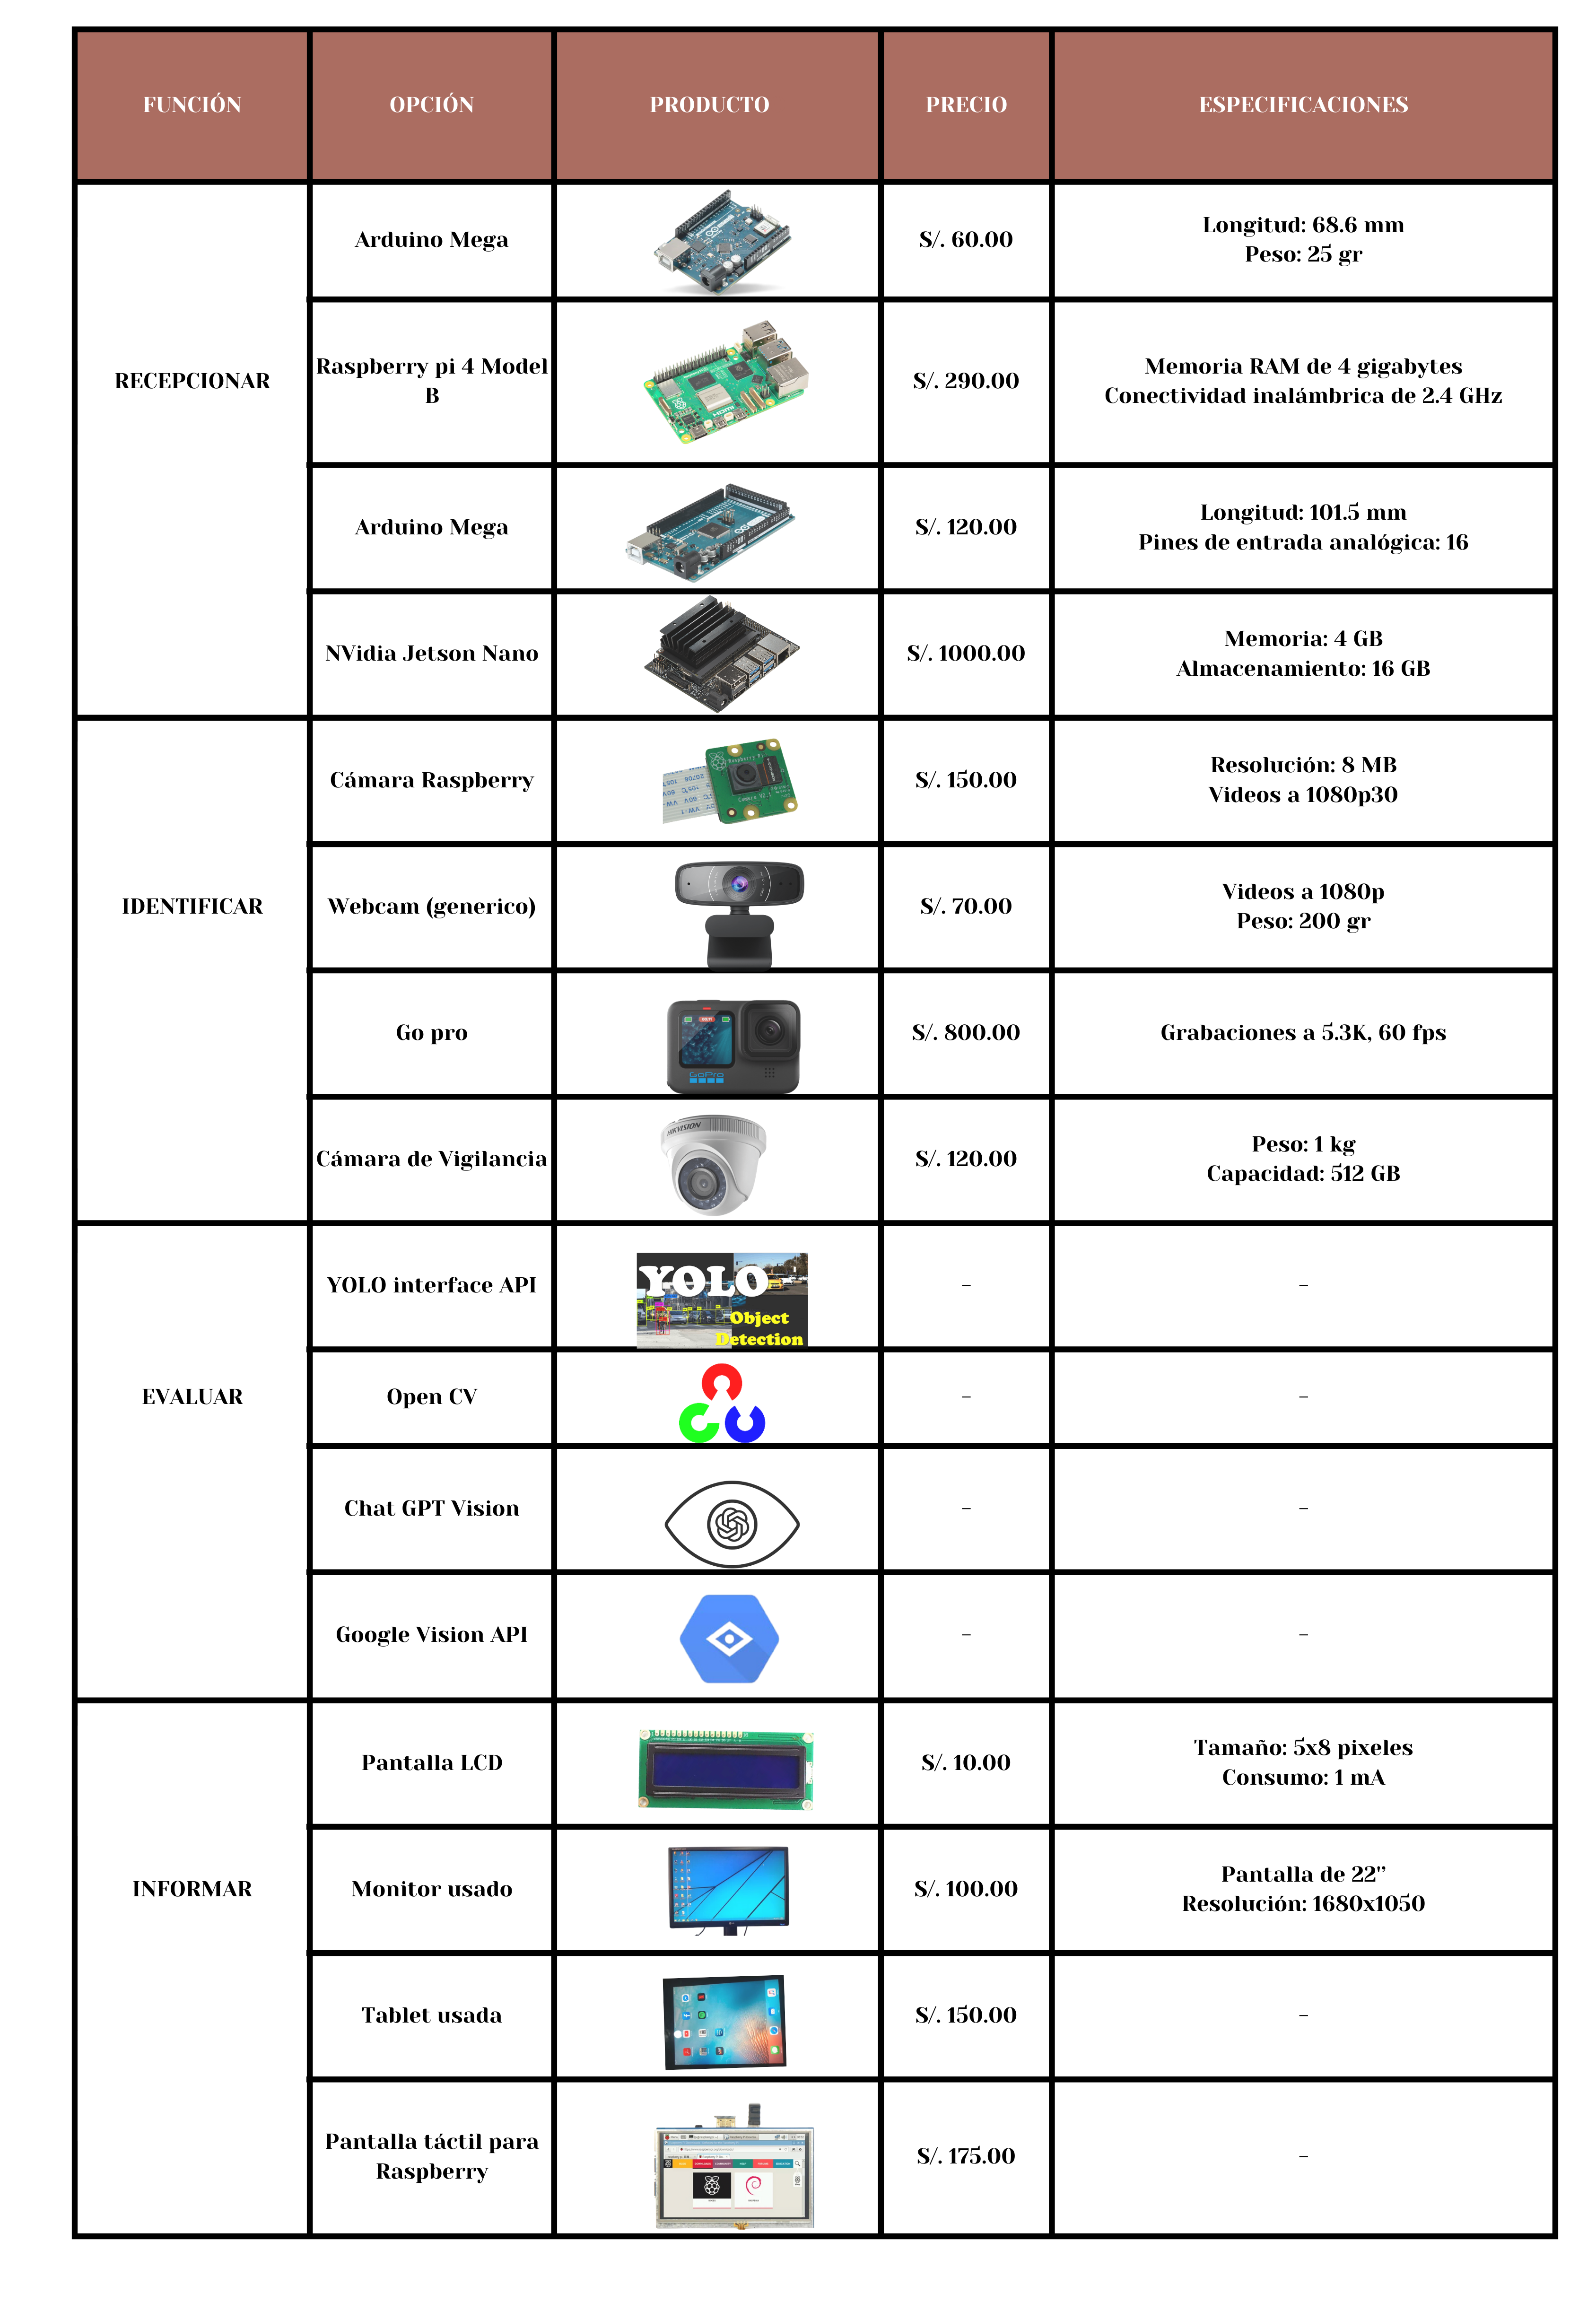 FUNCIÓN
OPCIÓN
PRODUCTO
PRECIO
ESPECIFICACIONES
RECEPCIONAR
Arduino Mega
S/. 60.00
Longitud: 68.6 mm
Peso: 25 gr
Raspberry pi 4 Model
B
HDMI
S/. 290.00
Memoria RAM de 4 gigabytes
Conectividad inalámbrica de 2.4 GHz
Arduino Mega
S/. 120.00
Longitud: 101.5 mm
Pines de entrada analógica: 16
NVidia Jetson Nano
S/. 1000.00
Memoria: 4 GB
Almacenamiento: 16 GB
IDENTIFICAR
Cámara Raspberry
S/. 150.00
Resolución: 8 MB
Videos a 1080p30
Webcam (generico)
S/. 70.00
Videos a 1080p
Peso: 200 gr
Go pro
GoPro
S/. 800.00
Grabaciones a 5.3K, 60 fps
Cámara de Vigilancia
HIKVISION
S/. 120.00
Peso: 1 kg
Capacidad: 512 GB
EVALUAR
YOLO interface API
YOLO
Object
Detection
-
-
Open CV
-
-
Chat GPT Vision
-
-
Google Vision API
-
-
INFORMAR
Pantalla LCD
S/. 10.00
Tamaño: 5x8 pixeles
Consumo: 1 mA
Monitor usado
S/. 100.00
Pantalla de 22"
Resolución: 1680x1050
Tablet usada
S/. 150.00
-
Pantalla táctil para
Raspberry
S/. 175.00
-